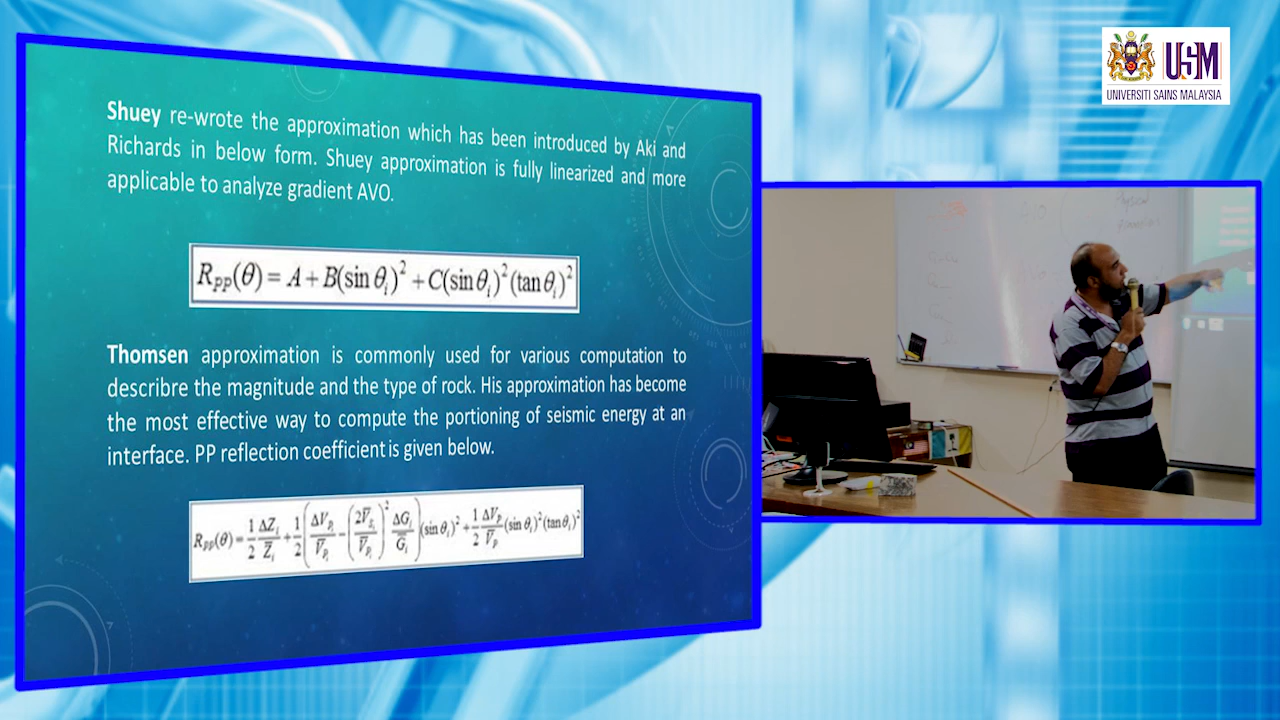 Shuey re-wrote the approximation which has been introduced by Aki and
Richards in below form. Shuey approximation is fully linearized and more
applicable to analyze gradient AVO.
R_PP(θ) = A + B(sin θ_i)^2 + C(sin θ_i)^2 (tan θ_i)^2
Thomsen approximation is commonly used for various computation to
describre the magnitude and the type of rock. His approximation has become
the most effective way to compute the portioning of seismic energy at an
interface. PP reflection coefficient is given below.
R_PP(θ) = 1/2 ΔZ_i/Z̅_i + 1/2 (ΔV_Pi/V̅_Pi − (2V̅_Si/V̅_Pi)^2 ΔG_i/G̅_i)(sin θ_i)^2 + 1/2 ΔV_P/V̅_P (sin θ_i)^2 (tan θ_i)^2
USM
UNIVERSITI SAINS MALAYSIA